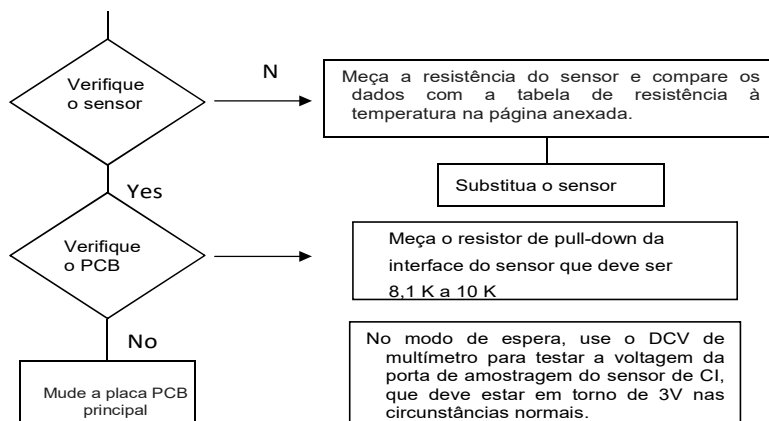 Verifique
o sensor
N
Meça a resistência do sensor e compare os
dados com a tabela de resistência à
temperatura na página anexada.
Substitua o sensor
Yes
Verifique
o PCB
Meça o resistor de pull-down da
interface do sensor que deve ser
8,1 K a 10 K
No
No modo de espera, use o DCV de
multímetro para testar a voltagem da
porta de amostragem do sensor de CI,
que deve estar em torno de 3V nas
circunstâncias normais.
Mude a placa PCB
principal